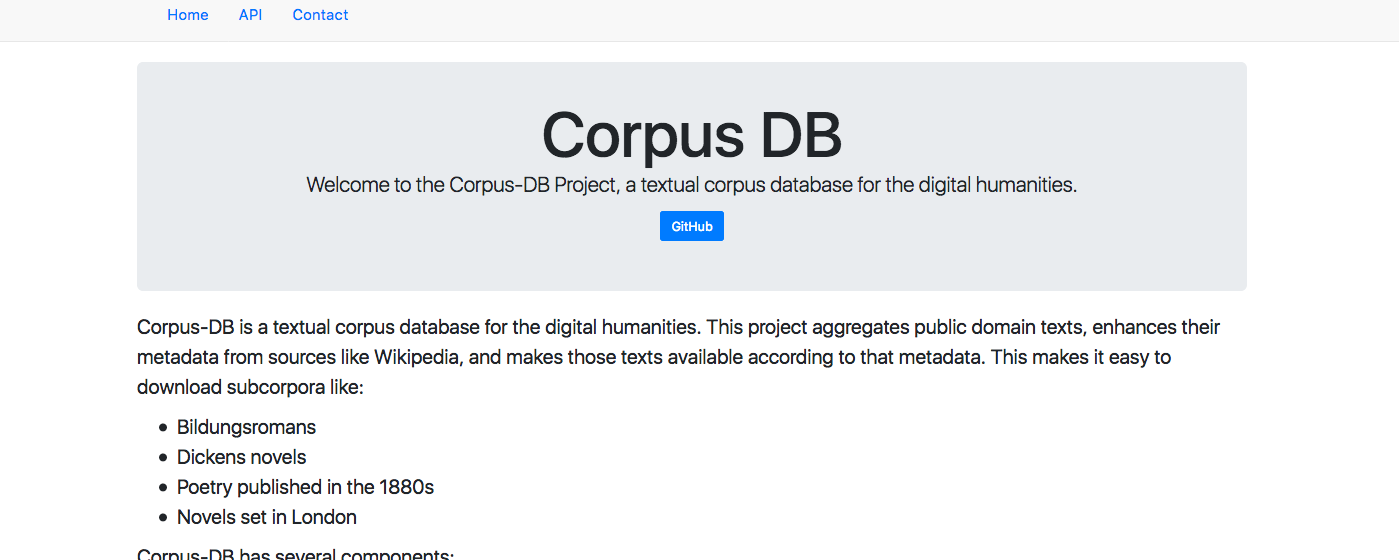 Home API Contact
Corpus DB
Welcome to the Corpus-DB Project, a textual corpus database for the digital humanities.
GitHub
Corpus-DB is a textual corpus database for the digital humanities. This project aggregates public domain texts, enhances their
metadata from sources like Wikipedia, and makes those texts available according to that metadata. This makes it easy to
download subcorpora like:
• Bildungsromans
• Dickens novels
• Poetry published in the 1880s
• Novels set in London
Corpus-DB has several components: